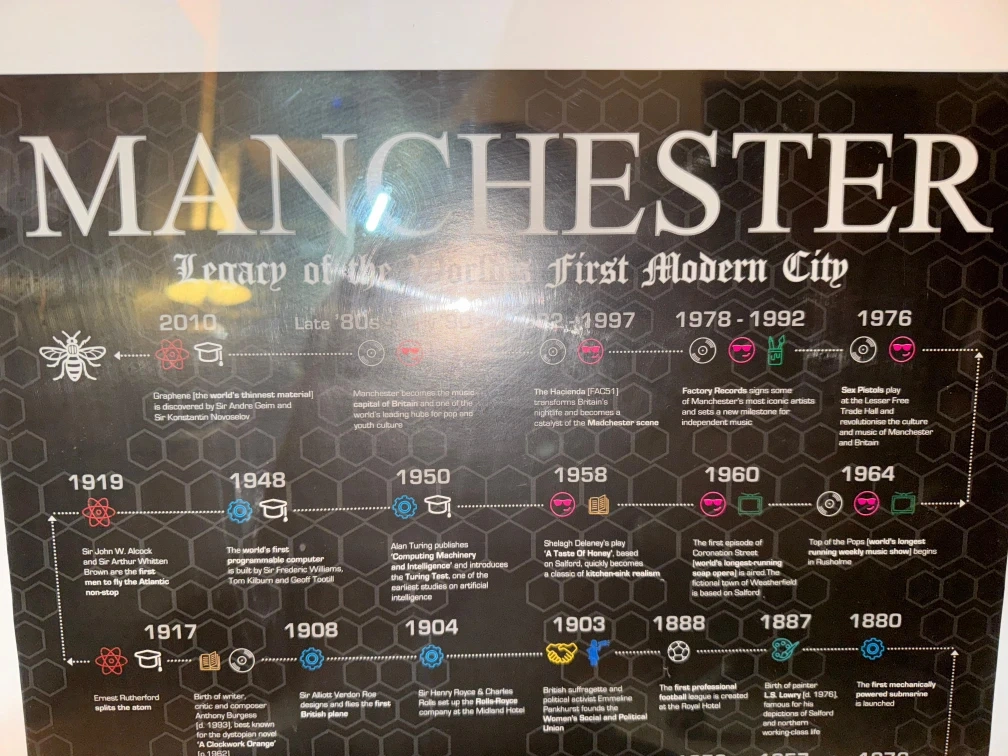 MANCHESTER
Legacy of the World's First Modern City
2010
Late '80s
1997
1978 - 1992
1976
Graphene [the world's thinnest material]
is discovered by Sir Andre Geim and
Sir Konstantin Novoselov
Manchester becomes the music
capital of Britain and one of the
world's leading hubs for pop and
youth culture
The Hacienda [FAC51]
transforms Britain's
nightlife and becomes a
catalyst of the Madchester scene
Factory Records signs some
of Manchester's most iconic artists
and sets a new milestone for
independent music
Sex Pistols play
at the Lesser Free
Trade Hall and
revolutionise the culture
and music of Manchester
and Britain
1919
1948
1950
1958
1960
1964
Sir John W. Alcock
and Sir Arthur Whitten
Brown are the first
men to fly the Atlantic
non-stop
The world's first
programmable computer
is built by Sir Frederic Williams,
Tom Kilburn and Geoff Tootill
Alan Turing publishes
'Computing Machinery
and Intelligence' and introduces
the Turing Test, one of the
earliest studies on artificial
intelligence
Shelagh Delaney's play
'A Taste Of Honey', based
on Salford, quickly becomes
a classic of kitchen-sink realism
The first episode of
Coronation Street
[world's longest-running
soap opera] is aired.The
fictional town of Weatherfield
is based on Salford
Top of the Pops [world's longest
running weekly music show] begins
in Rusholme
1917
1908
1904
1903
1888
1887
1880
Ernest Rutherford
splits the atom
Birth of writer,
critic and composer
Anthony Burgess
[d. 1993], best known
for the dystopian novel
'A Clockwork Orange'
[p.1962]
Sir Alliott Verdon Roe
designs and flies the first
British plane
Sir Henry Royce & Charles
Rolls set up the Rolls-Royce
company at the Midland Hotel
British suffragette and
political activist Emmeline
Pankhurst founds the
Women's Social and Political
Union
The first professional
football league is created
at the Royal Hotel
Birth of painter
L.S. Lowry [d. 1976],
famous for his
depictions of Salford
and northern
working-class life
The first mechanically
powered submarine
is launched